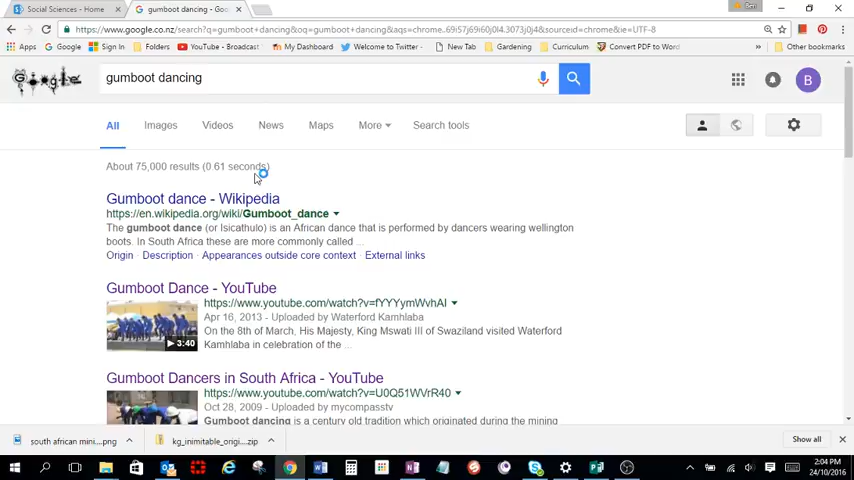 Social Sciences - Home
gumboot dancing - Goo
https://www.google.co.nz/search?q=gumboot+dancing&oq=gumboot+dancing&aqs=chrome..69i57j69i60j0l4.3073j0j4&sourceid=chrome&ie=UTF-8
Apps Google Sign In Folders YouTube - Broadcast My Dashboard Welcome to Twitter - New Tab Gardening Curriculum Convert PDF to Word Other bookmarks
Google
gumboot dancing
B
All Images Videos News Maps More Search tools
About 75,000 results (0.61 seconds)
Gumboot dance - Wikipedia
https://en.wikipedia.org/wiki/Gumboot_dance
The gumboot dance (or Isicathulo) is an African dance that is performed by dancers wearing wellington
boots. In South Africa these are more commonly called ...
Origin · Description · Appearances outside core context · External links
Gumboot Dance - YouTube
https://www.youtube.com/watch?v=fYYYymWvhAI
Apr 16, 2013 - Uploaded by Waterford Kamhlaba
On the 8th of March, His Majesty, King Mswati III of Swaziland visited Waterford
Kamhlaba in celebration of the ...
3:40
Gumboot Dancers in South Africa - YouTube
https://www.youtube.com/watch?v=U0Q51WVrR40
Oct 28, 2009 - Uploaded by mycompasstv
Gumboot dancing is a century old tradition which originated during the mining
south african mini....png
kg_inimitable_origi....zip
Show all
2:04 PM
24/10/2016